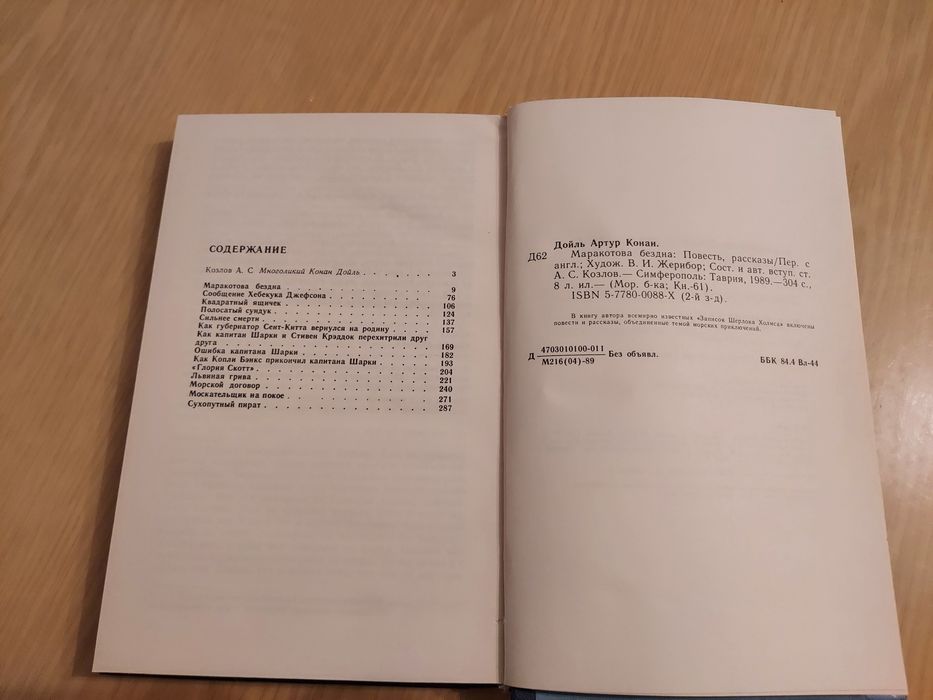 СОДЕРЖАНИЕ
Козлов А. С Многоликий Конан Дойль . . . . . . . . 3
Маракотова бездна . . . . . . . . . . . . . . 9
Сообщение Хебекука Джефсона . . . . . . . . . . 76
Квадратный ящичек . . . . . . . . . . . . . . 106
Полосатый сундук . . . . . . . . . . . . . . 124
Сильнее смерти . . . . . . . . . . . . . . . 137
Как губернатор Сент-Китта вернулся на родину . . . . 157
Как капитан Шарки и Стивен Крэддок перехитрили друг
друга . . . . . . . . . . . . . . . . . . 169
Ошибка капитана Шарки . . . . . . . . . . . . 182
Как Копли Бэнкс прикончил капитана Шарки . . . . . 193
«Глория Скотт» . . . . . . . . . . . . . . . 204
Львиная грива . . . . . . . . . . . . . . . 221
Морской договор . . . . . . . . . . . . . . 240
Москательщик на покое . . . . . . . . . . . . 271
Сухопутный пират . . . . . . . . . . . . . . 287
Дойль Артур Конан.
Д62 Маракотова бездна: Повесть, рассказы/Пер. с
англ.; Худож. В. И. Жерибор; Сост. и авт. вступ. ст.
А. С. Козлов.— Симферополь: Таврия, 1989.—304 с.,
8 л. ил.— (Мор. б-ка; Кн.-61).
ISBN 5-7780-0088-X (2-й з-д).
В книгу автора всемирно известных «Записок Шерлока Холмса» включены
повести и рассказы, объединенные темой морских приключений.
4703010100-011
Д Без объявл.
М216(04)-89
ББК 84.4 Вл-44